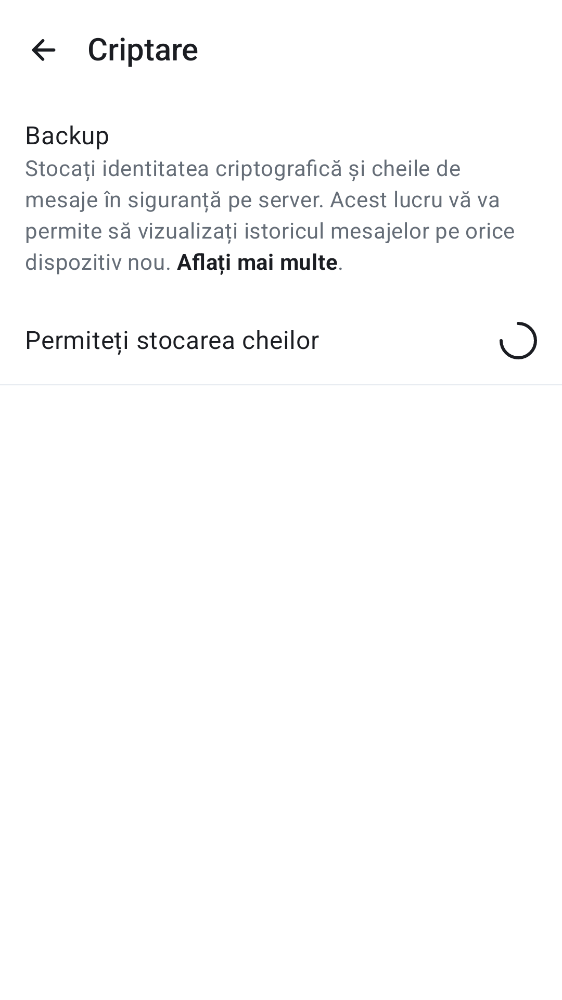 Criptare
Backup
Stocați identitatea criptografică și cheile de
mesaje în siguranță pe server. Acest lucru vă va
permite să vizualizați istoricul mesajelor pe orice
dispozitiv nou. Aflați mai multe.
Permiteți stocarea cheilor